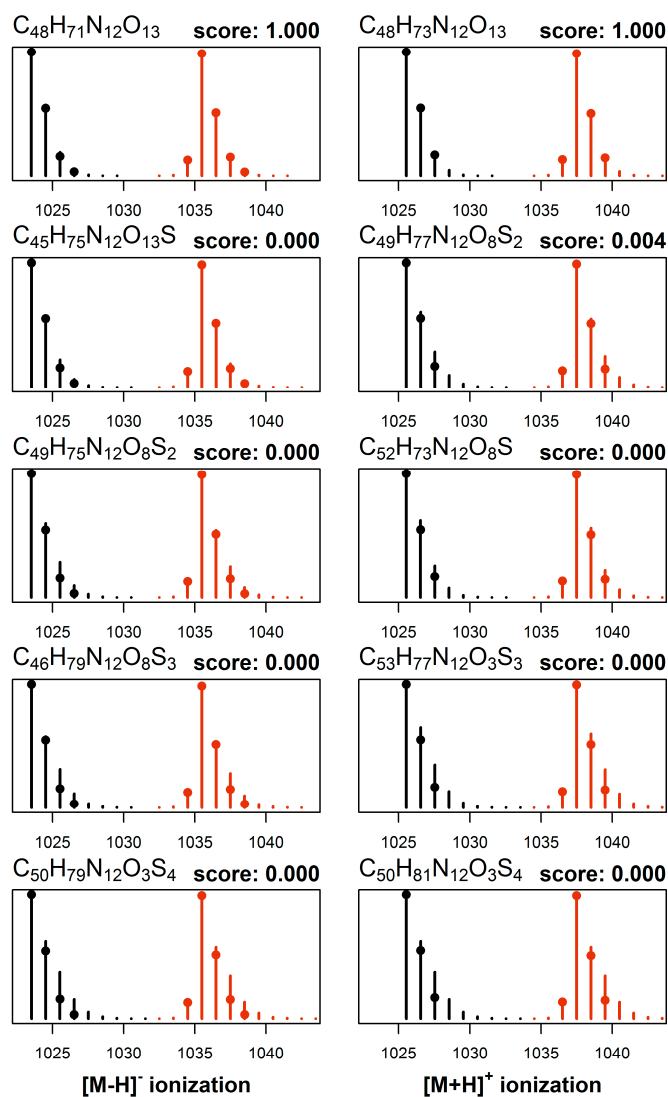 C48H71N12O13 score: 1.000 C48H73N12O13 score: 1.000
1025 1030 1035 1040 1025 1030 1035 1040
C45H75N12O13S score: 0.000 C49H77N12O8S2 score: 0.004
1025 1030 1035 1040 1025 1030 1035 1040
C49H75N12O8S2 score: 0.000 C52H73N12O8S score: 0.000
1025 1030 1035 1040 1025 1030 1035 1040
C46H79N12O8S3 score: 0.000 C53H77N12O3S3 score: 0.000
1025 1030 1035 1040 1025 1030 1035 1040
C50H79N12O3S4 score: 0.000 C50H81N12O3S4 score: 0.000
1025 1030 1035 1040 1025 1030 1035 1040
[M-H]- ionization [M+H]+ ionization